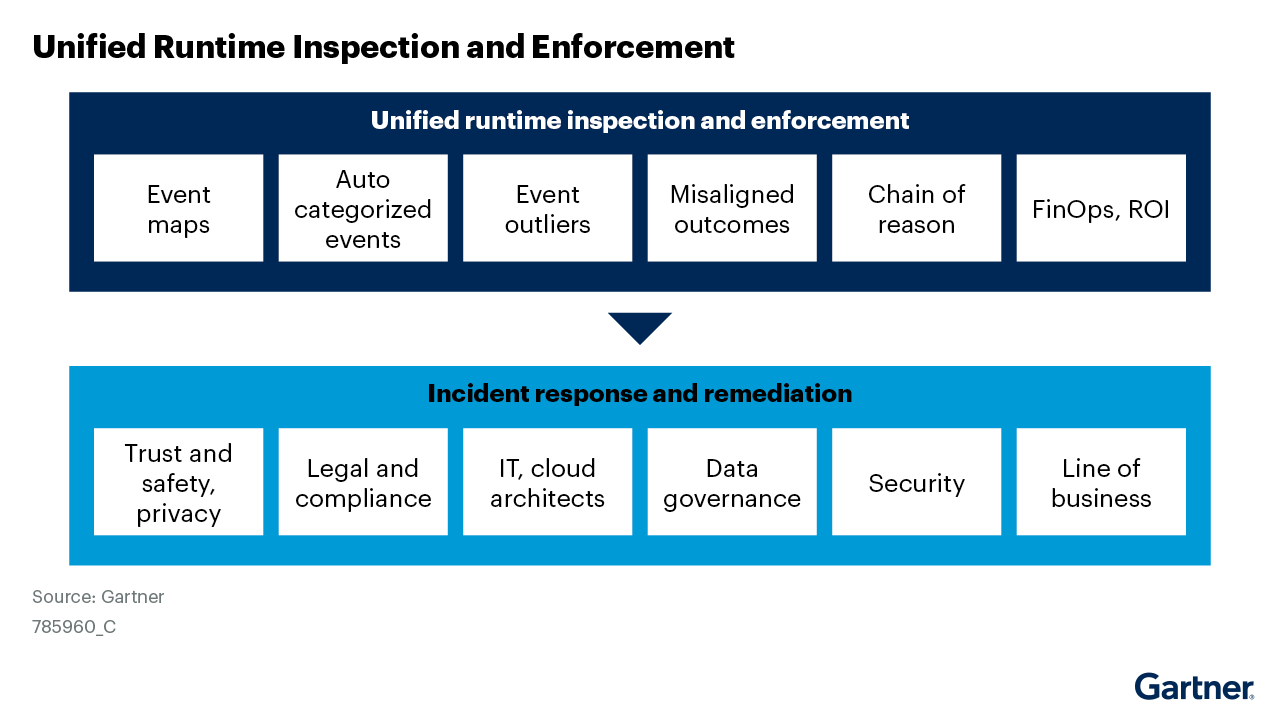 Unified Runtime Inspection and Enforcement
Unified runtime inspection and enforcement
Event
maps
Auto
categorized
events
Event
outliers
Misaligned
outcomes
Chain of
reason
FinOps, ROI
Incident response and remediation
Trust and
safety,
privacy
Legal and
compliance
IT, cloud
architects
Data
governance
Security
Line of
business
Source: Gartner
785960_C
Gartner®